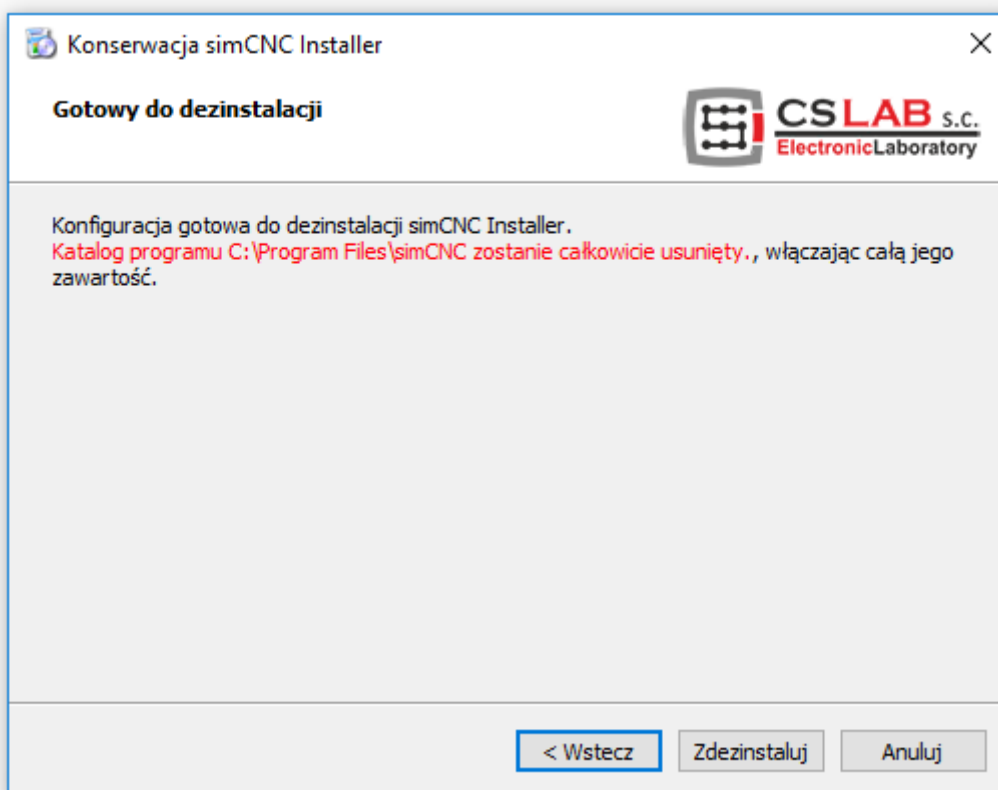 Konserwacja simCNC Installer
Gotowy do dezinstalacji
CSLAB s.c.
ElectronicLaboratory
Konfiguracja gotowa do dezinstalacji simCNC Installer.
Katalog programu C:\Program Files\simCNC zostanie całkowicie usunięty., włączając całą jego
zawartość.
< Wstecz
Zdezinstaluj
Anuluj